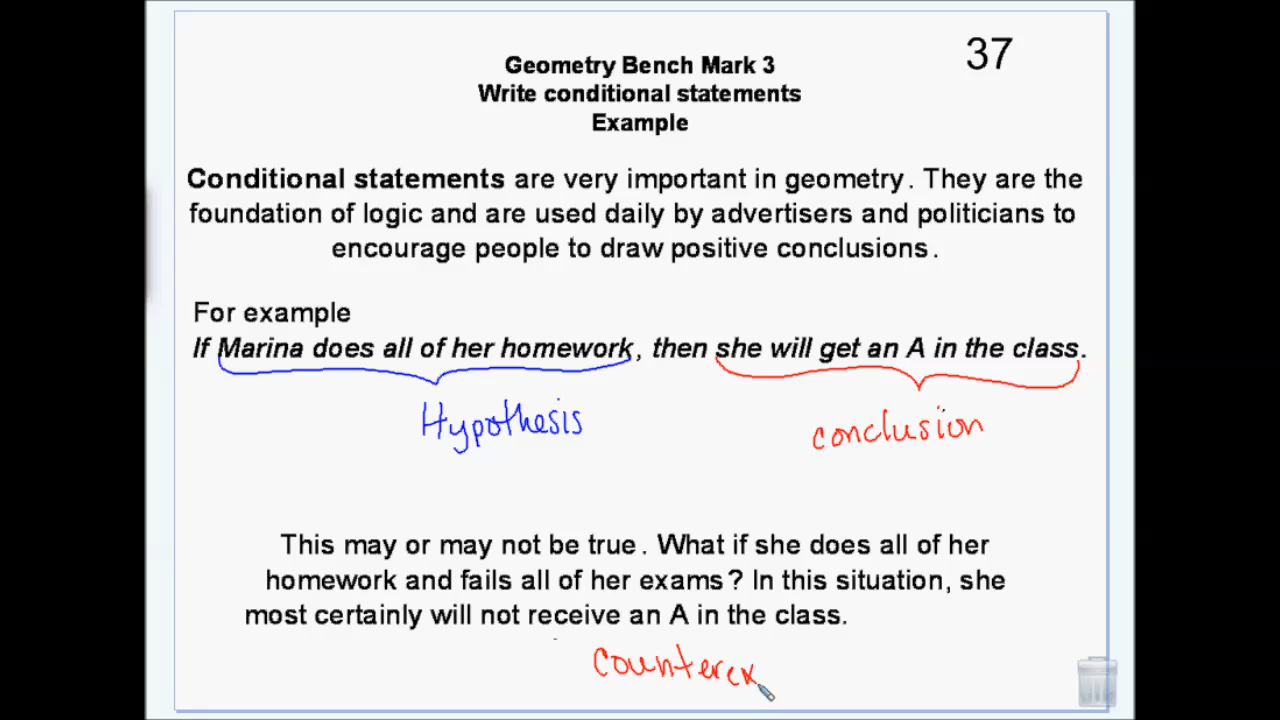 37
Geometry Bench Mark 3
Write conditional statements
Example
Conditional statements are very important in geometry. They are the
foundation of logic and are used daily by advertisers and politicians to
encourage people to draw positive conclusions.
For example
If Marina does all of her homework, then she will get an A in the class.
Hypothesis
conclusion
This may or may not be true. What if she does all of her
homework and fails all of her exams? In this situation, she
most certainly will not receive an A in the class.
Counterex